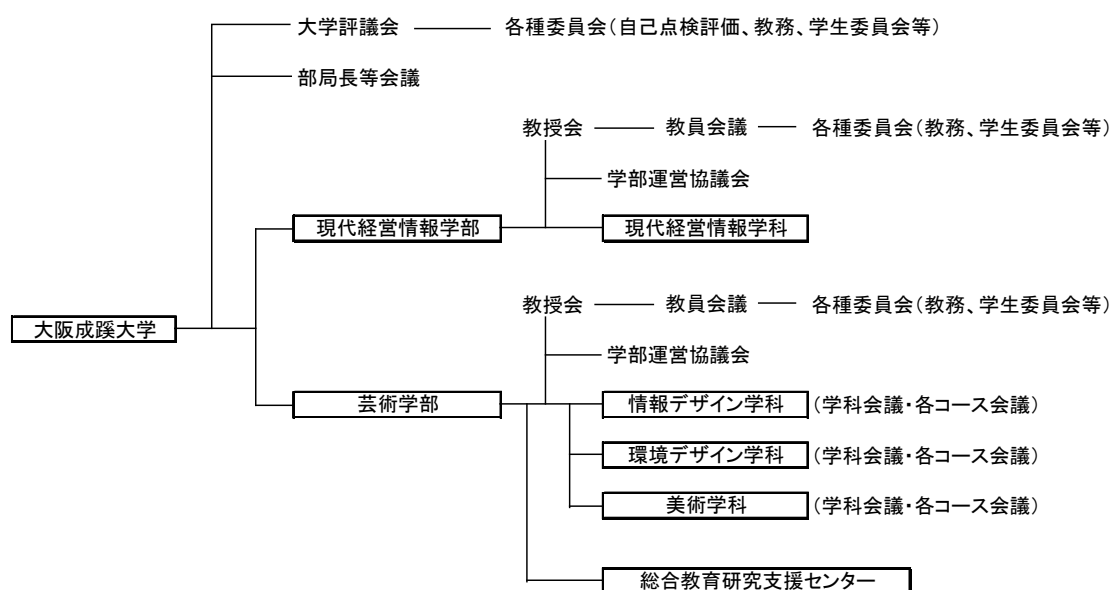 大学評議会 各種委員会(自己点検評価、教務、学生委員会等)
部局長等会議
教授会 教員会議 各種委員会(教務、学生委員会等)
学部運営協議会
現代経営情報学部 現代経営情報学科
教授会 教員会議 各種委員会(教務、学生委員会等)
大阪成蹊大学
学部運営協議会
芸術学部 情報デザイン学科 (学科会議・各コース会議)
環境デザイン学科 (学科会議・各コース会議)
美術学科 (学科会議・各コース会議)
総合教育研究支援センター